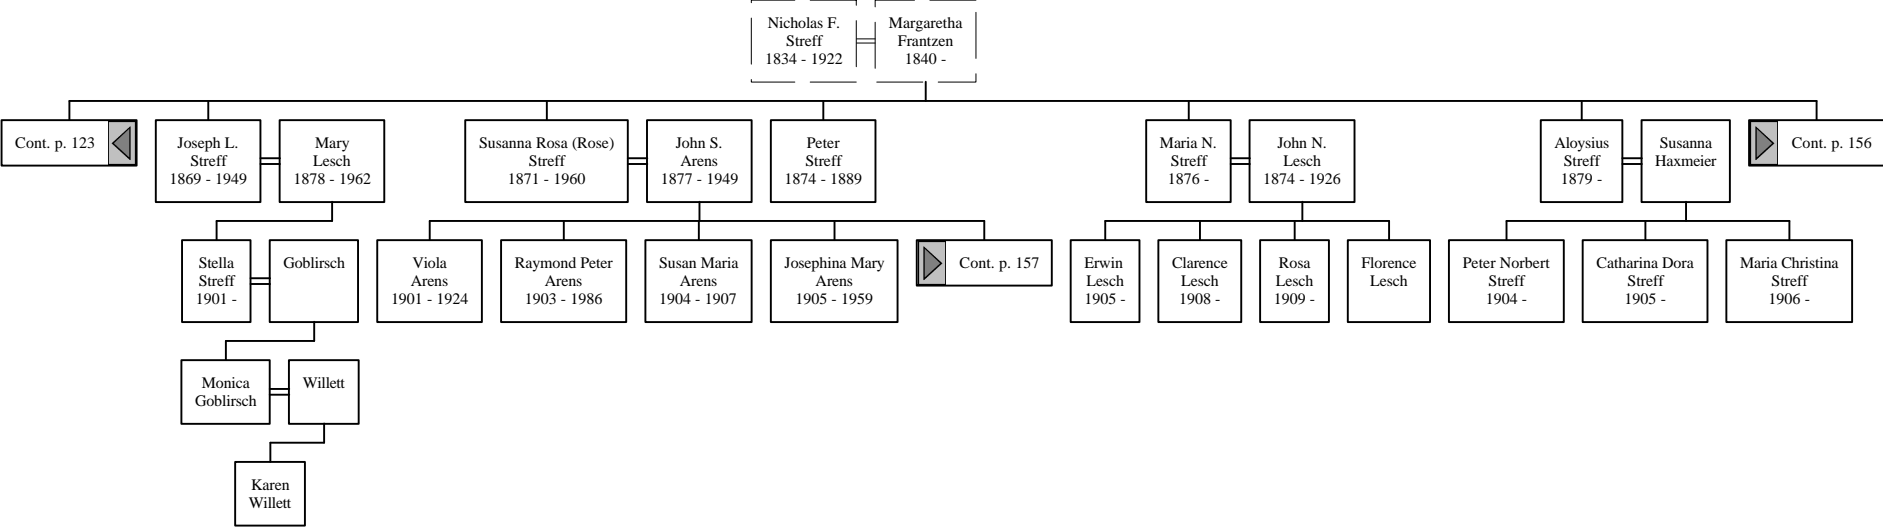 Nicholas F.
Streff
1834 - 1922
Margaretha
Frantzen
1840 -
Cont. p. 123
Joseph L.
Streff
1869 - 1949
Mary
Lesch
1878 - 1962
Susanna Rosa (Rose)
Streff
1871 - 1960
John S.
Arens
1877 - 1949
Peter
Streff
1874 - 1889
Maria N.
Streff
1876 -
John N.
Lesch
1874 - 1926
Aloysius
Streff
1879 -
Susanna
Haxmeier
Cont. p. 156
Stella
Streff
1901 -
Goblirsch
Viola
Arens
1901 - 1924
Raymond Peter
Arens
1903 - 1986
Susan Maria
Arens
1904 - 1907
Josephina Mary
Arens
1905 - 1959
Cont. p. 157
Erwin
Lesch
1905 -
Clarence
Lesch
1908 -
Rosa
Lesch
1909 -
Florence
Lesch
Peter Norbert
Streff
1904 -
Catharina Dora
Streff
1905 -
Maria Christina
Streff
1906 -
Monica
Goblirsch
Willett
Karen
Willett